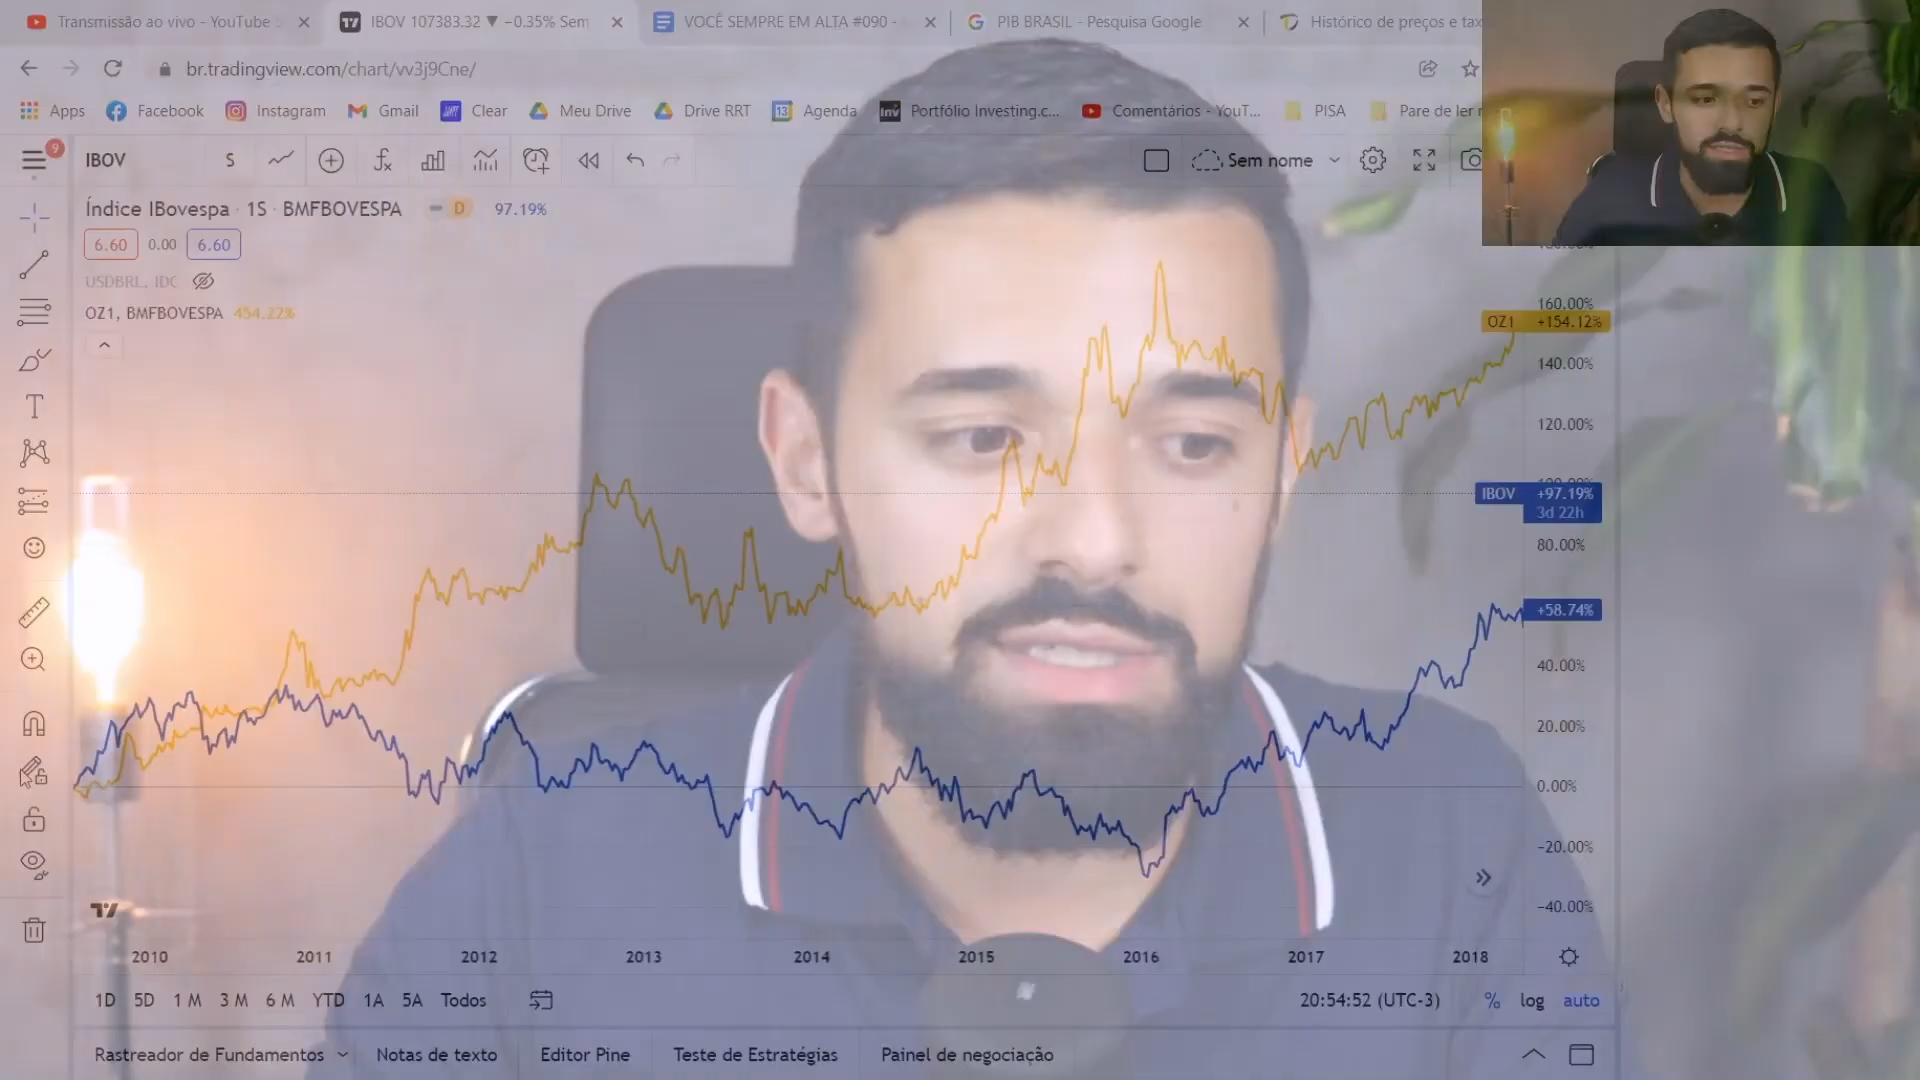 Transmissão ao vivo - YouTube
IBOV 107383.32 ▼ −0.35% Sem
VOCÊ SEMPRE EM ALTA #090 -
PIB BRASIL - Pesquisa Google
Histórico de preços e tax
br.tradingview.com/chart/vv3j9Cne/
Apps
Facebook
Instagram
Gmail
Clear
Meu Drive
Drive RRT
13
Agenda
Inv
Portfólio Investing.c...
Comentários - YouT...
PISA
Pare de ler
9
IBOV
S
Sem nome
Índice IBovespa · 1S · BMFBOVESPA
D
97.19%
6.60
0.00
6.60
USDBRL, IDC
OZ1, BMFBOVESPA 454.22%
160.00%
OZ1 +154.12%
140.00%
120.00%
IBOV +97.19%
3d 22h
80.00%
+58.74%
40.00%
20.00%
0.00%
−20.00%
−40.00%
2010 2011 2012 2013 2014 2015 2016 2017 2018
1D 5D 1 M 3 M 6 M YTD 1A 5A Todos
20:54:52 (UTC-3)
% log auto
Rastreador de Fundamentos
Notas de texto
Editor Pine
Teste de Estratégias
Painel de negociação